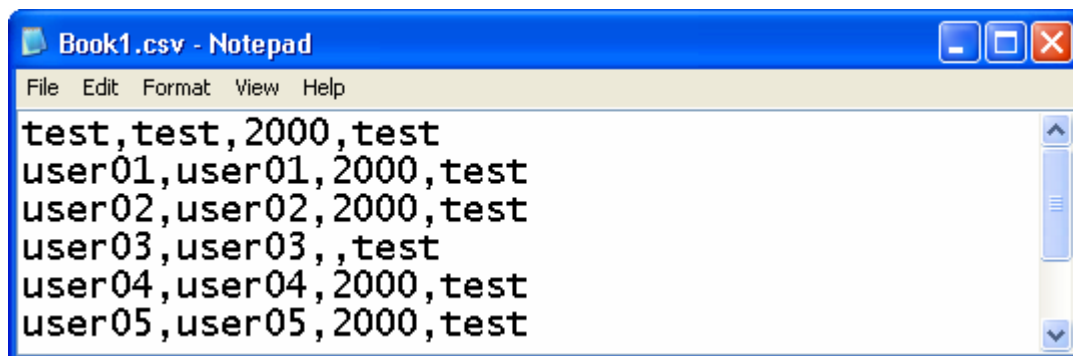 Book1.csv - Notepad
File Edit Format View Help
test,test,2000,test
user01,user01,2000,test
user02,user02,2000,test
user03,user03,,test
user04,user04,2000,test
user05,user05,2000,test